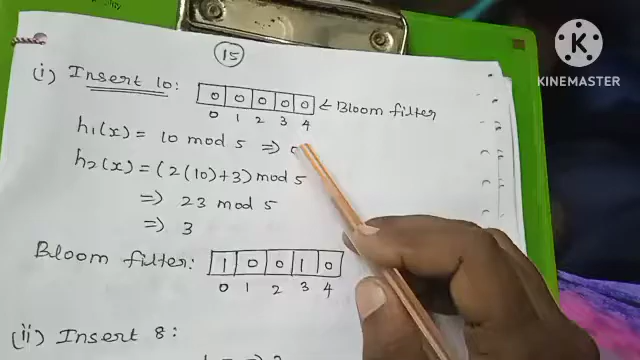 15
(i) Insert 10: 0 0 0 0 0 ⇐ Bloom filter
0 1 2 3 4
h1(x) = 10 mod 5 => 0
h2(x) = (2(10)+3) mod 5
=> 23 mod 5
=> 3
Bloom filter: 1 0 0 1 0
0 1 2 3 4
(ii) Insert 8:
K
KINEMASTER